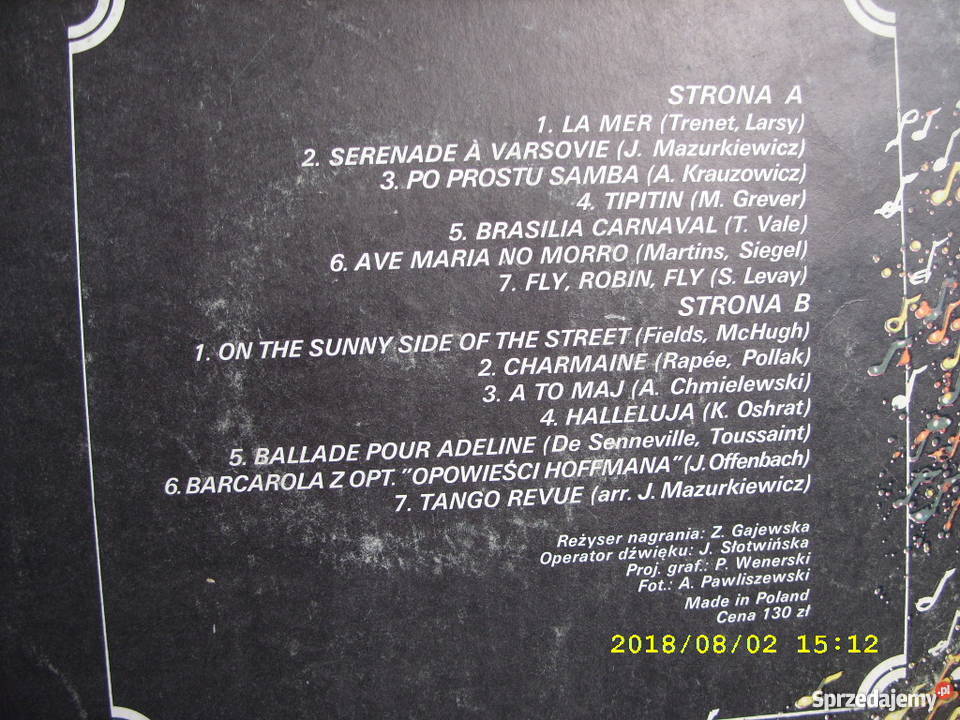 STRONA A
1. LA MER (Trenet, Larsy)
2. SERENADE À VARSOVIE (J. Mazurkiewicz)
3. PO PROSTU SAMBA (A. Krauzowicz)
4. TIPITIN (M. Grever)
5. BRASILIA CARNAVAL (T. Vale)
6. AVE MARIA NO MORRO (Martins, Siegel)
7. FLY, ROBIN, FLY (S. Levay)
STRONA B
1. ON THE SUNNY SIDE OF THE STREET (Fields, McHugh)
2. CHARMAINE (Rapée, Pollak)
3. A TO MAJ (A. Chmielewski)
4. HALLELUJA (K. Oshrat)
5. BALLADE POUR ADELINE (De Senneville, Toussaint)
6. BARCAROLA Z OPT. "OPOWIEŚCI HOFFMANA" (J. Offenbach)
7. TANGO REVUE (arr. J. Mazurkiewicz)
Reżyser nagrania: Z. Gajewska
Operator dźwięku: J. Słotwińska
Proj. graf.: P. Wenerski
Fot.: A. Pawliszewski
Made in Poland
Cena 130 zł
2018/08/02 15:12
Sprzedajemy.pl